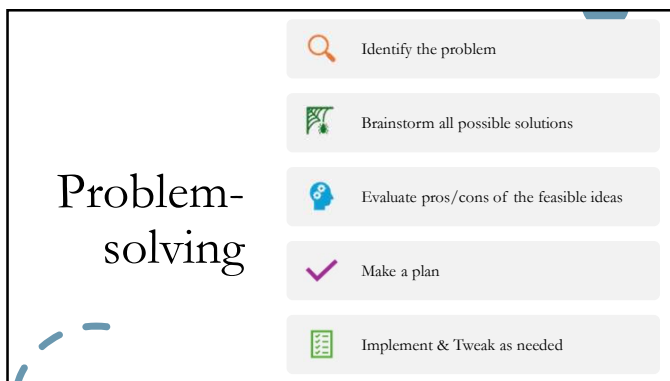 Problem-
solving
Identify the problem
Brainstorm all possible solutions
Evaluate pros/cons of the feasible ideas
Make a plan
Implement & Tweak as needed